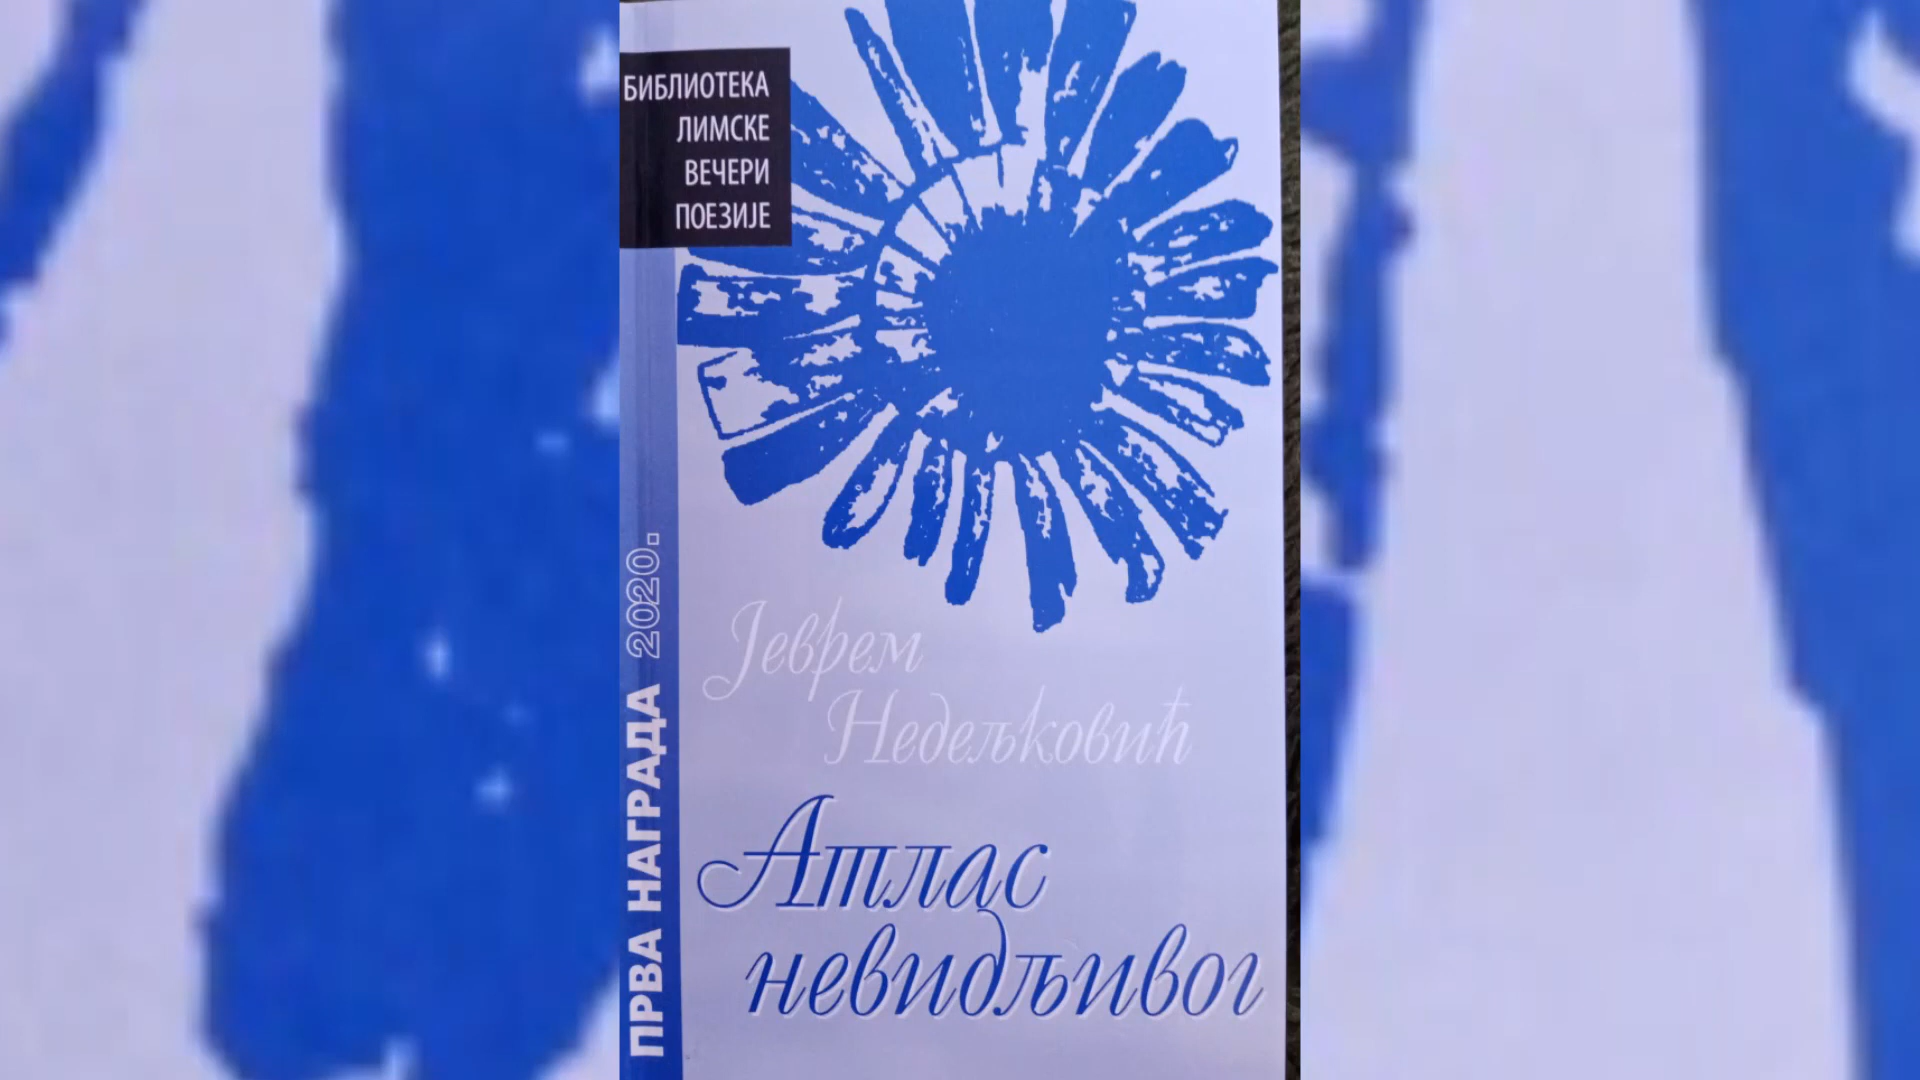 БИБЛИОТЕКА
ЛИМСКЕ
ВЕЧЕРИ
ПОЕЗИЈЕ
ПРВА НАГРАДА 2020.
Јеврем
Недељковић
Атлас
невидљивог